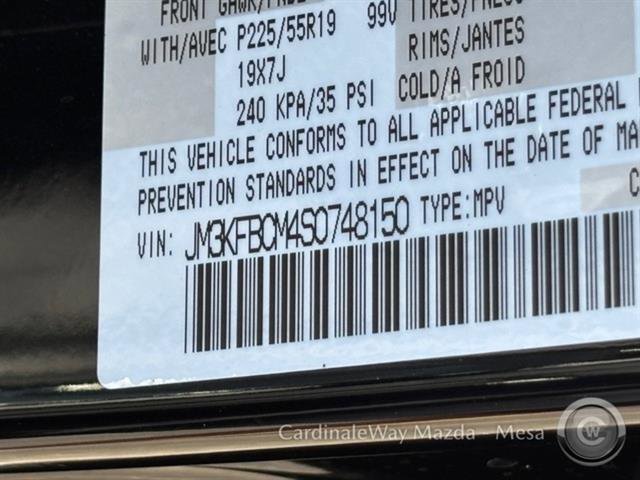 WITH/AVEC P225/55R19 99V TIRES/PNEUS
19X7J RIMS/JANTES
240 KPA/35 PSI COLD/A FROID
THIS VEHICLE CONFORMS TO ALL APPLICABLE FEDERAL
PREVENTION STANDARDS IN EFFECT ON THE DATE OF MA
VIN: JM3KFBCM4S0748150 TYPE:MPV
CardinaleWay Mazda Mesa